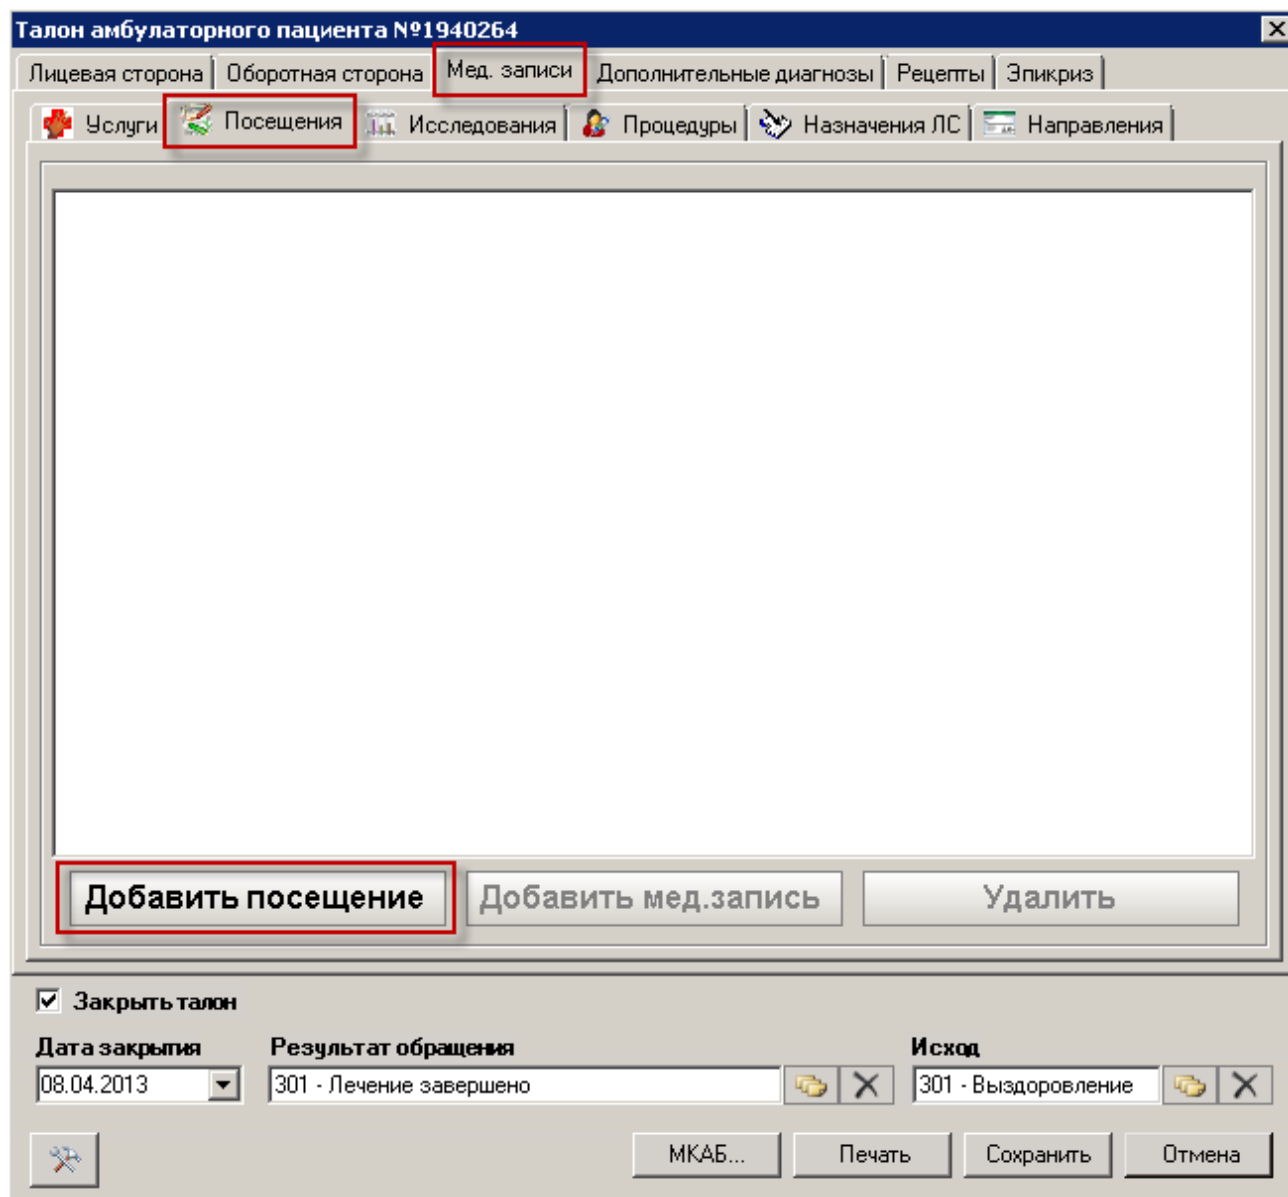 Талон амбулаторного пациента №1940264
Лицевая сторона Оборотная сторона Мед. записи Дополнительные диагнозы Рецепты Эпикриз
Услуги Посещения Исследования Процедуры Назначения ЛС Направления
Добавить посещение Добавить мед.запись Удалить
Закрыть талон
Дата закрытия Результат обращения Исход
08.04.2013 301 - Лечение завершено 301 - Выздоровление
МКАБ... Печать Сохранить Отмена